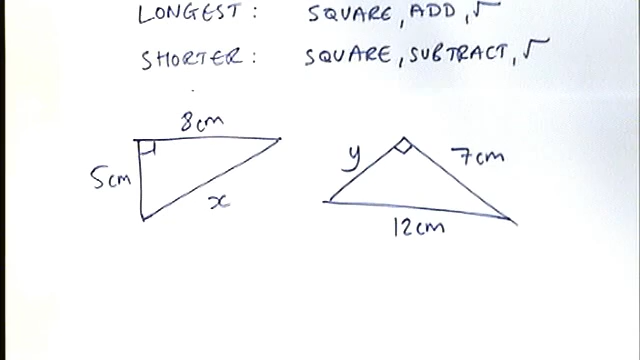 LONGEST: SQUARE, ADD, √
SHORTER: SQUARE, SUBTRACT, √
8cm
5cm
x
y
7cm
12cm